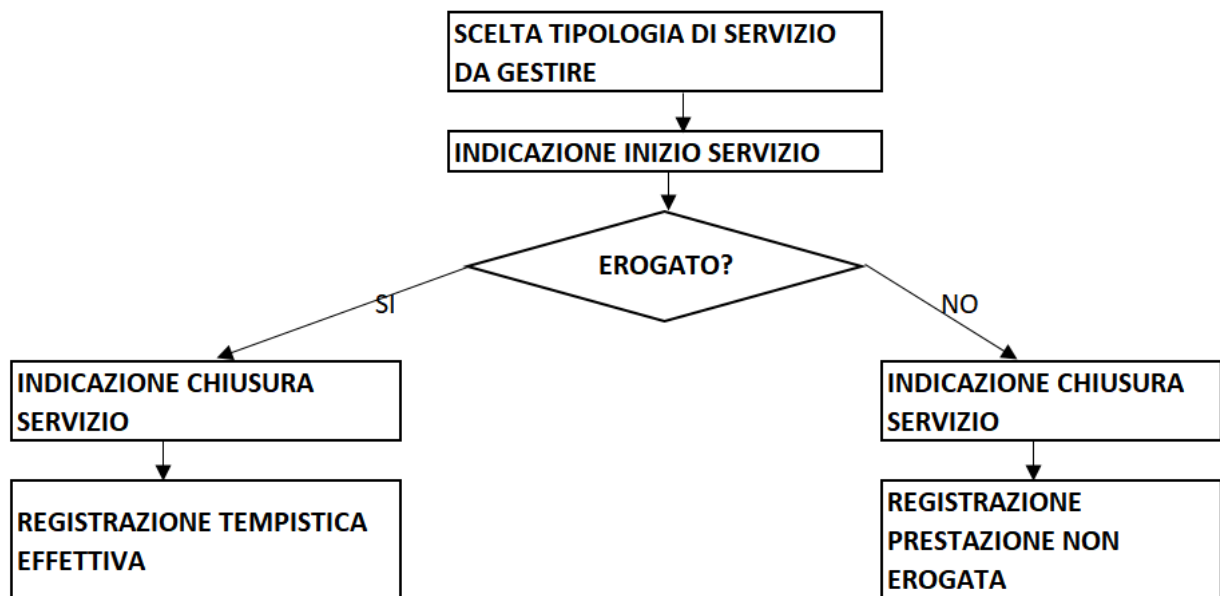 SCELTA TIPOLOGIA DI SERVIZIO
DA GESTIRE
INDICAZIONE INIZIO SERVIZIO
EROGATO?
SI
NO
INDICAZIONE CHIUSURA
SERVIZIO
INDICAZIONE CHIUSURA
SERVIZIO
REGISTRAZIONE TEMPISTICA
EFFETTIVA
REGISTRAZIONE
PRESTAZIONE NON
EROGATA